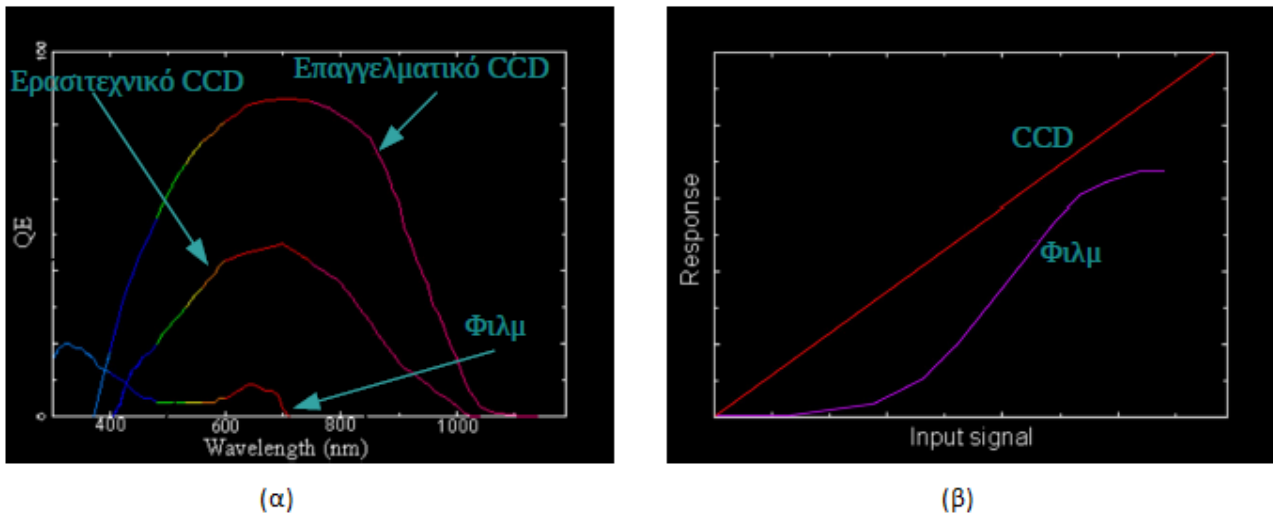 100
Ερασιτεχνικό CCD
Επαγγελματικό CCD
QE
Φιλμ
0
400
600
800
1000
Wavelength (nm)
(α)
CCD
Response
Φιλμ
Input signal
(β)